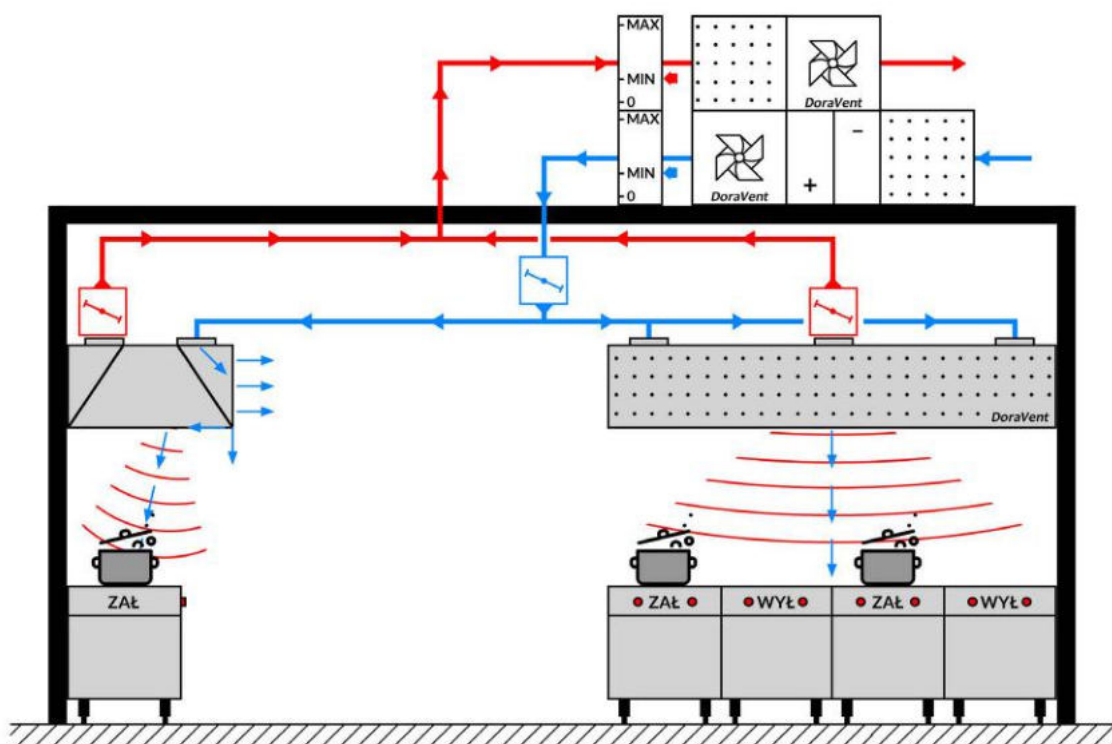 MAX
MIN
0
DoraVent
MAX
MIN
0
DoraVent
+
-
DoraVent
ZAŁ
ZAŁ
WYŁ
ZAŁ
WYŁ